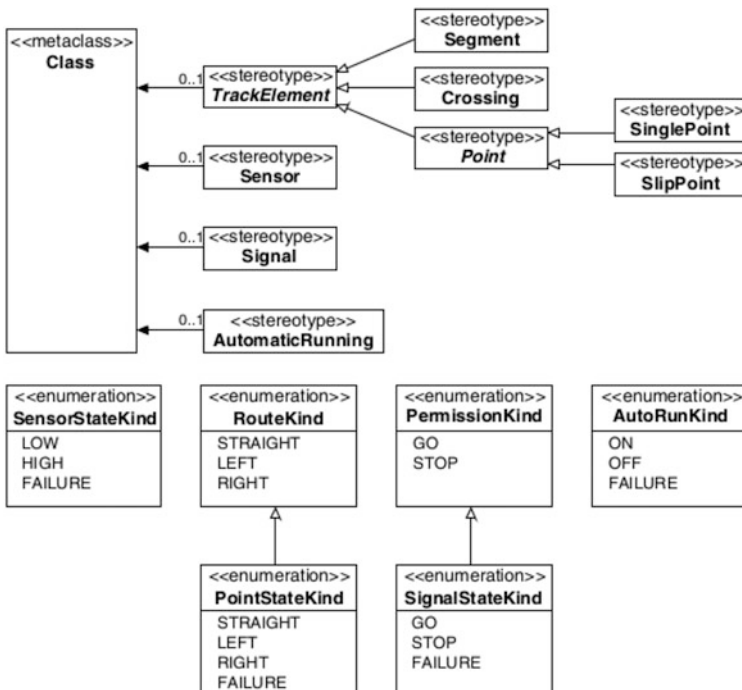 <<metaclass>>
Class
0..1
<<stereotype>>
TrackElement
<<stereotype>>
Segment
<<stereotype>>
Crossing
<<stereotype>>
Point
<<stereotype>>
SinglePoint
<<stereotype>>
SlipPoint
0..1
<<stereotype>>
Sensor
0..1
<<stereotype>>
Signal
0..1
<<stereotype>>
AutomaticRunning
<<enumeration>>
SensorStateKind
LOW
HIGH
FAILURE
<<enumeration>>
RouteKind
STRAIGHT
LEFT
RIGHT
<<enumeration>>
PermissionKind
GO
STOP
<<enumeration>>
AutoRunKind
ON
OFF
FAILURE
<<enumeration>>
PointStateKind
STRAIGHT
LEFT
RIGHT
FAILURE
<<enumeration>>
SignalStateKind
GO
STOP
FAILURE